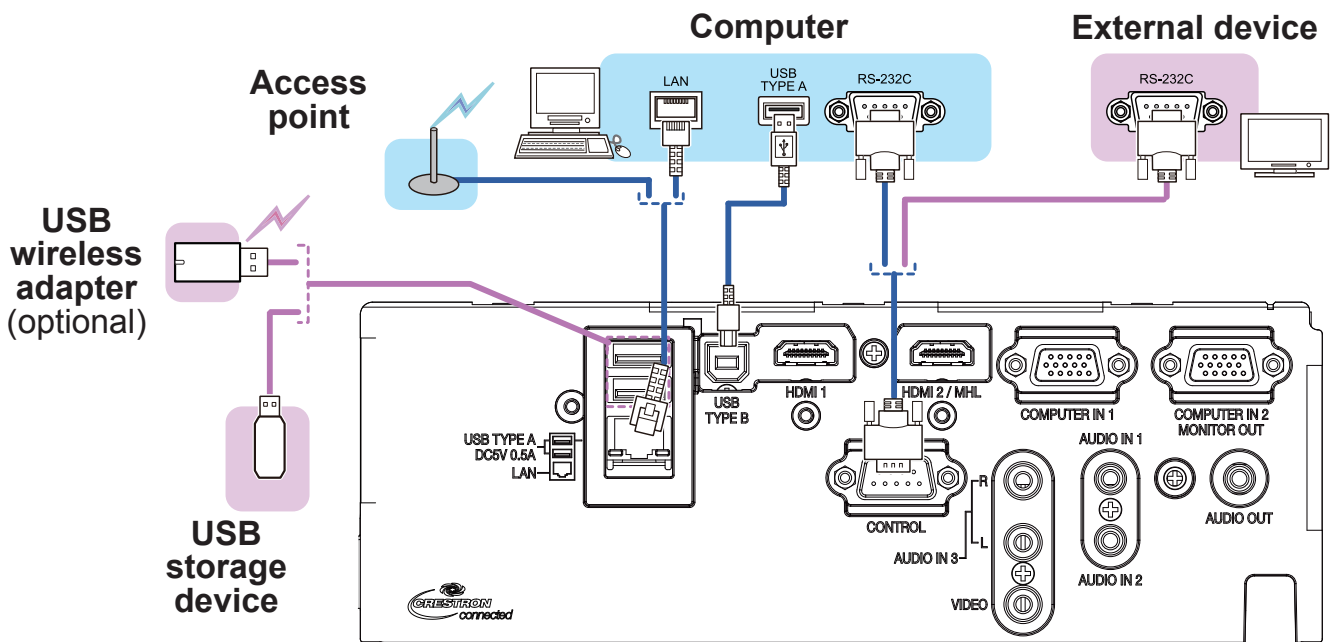 Computer
External device
Access
point
LAN
USB
TYPE A
RS-232C
RS-232C
USB
wireless
adapter
(optional)
USB
storage
device
USB TYPE A
DC5V 0.5A
LAN
USB
TYPE B
HDMI 1
HDMI 2 / MHL
COMPUTER IN 1
COMPUTER IN 2
MONITOR OUT
CONTROL
R
L
AUDIO IN 3
VIDEO
AUDIO IN 1
AUDIO IN 2
AUDIO OUT
CRESTRON
connected